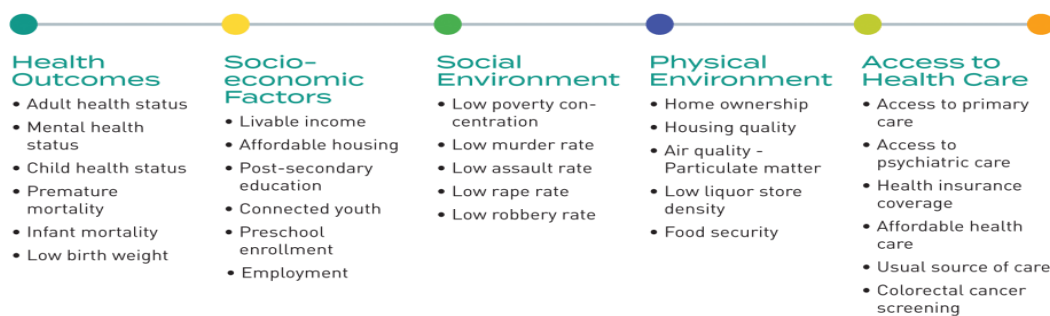 Health
Outcomes
• Adult health status
• Mental health
status
• Child health status
• Premature
mortality
• Infant mortality
• Low birth weight
Socio-
economic
Factors
• Livable income
• Affordable housing
• Post-secondary
education
• Connected youth
• Preschool
enrollment
• Employment
Social
Environment
• Low poverty con-
centration
• Low murder rate
• Low assault rate
• Low rape rate
• Low robbery rate
Physical
Environment
• Home ownership
• Housing quality
• Air quality -
Particulate matter
• Low liquor store
density
• Food security
Access to
Health Care
• Access to primary
care
• Access to
psychiatric care
• Health insurance
coverage
• Affordable health
care
• Usual source of care
• Colorectal cancer
screening